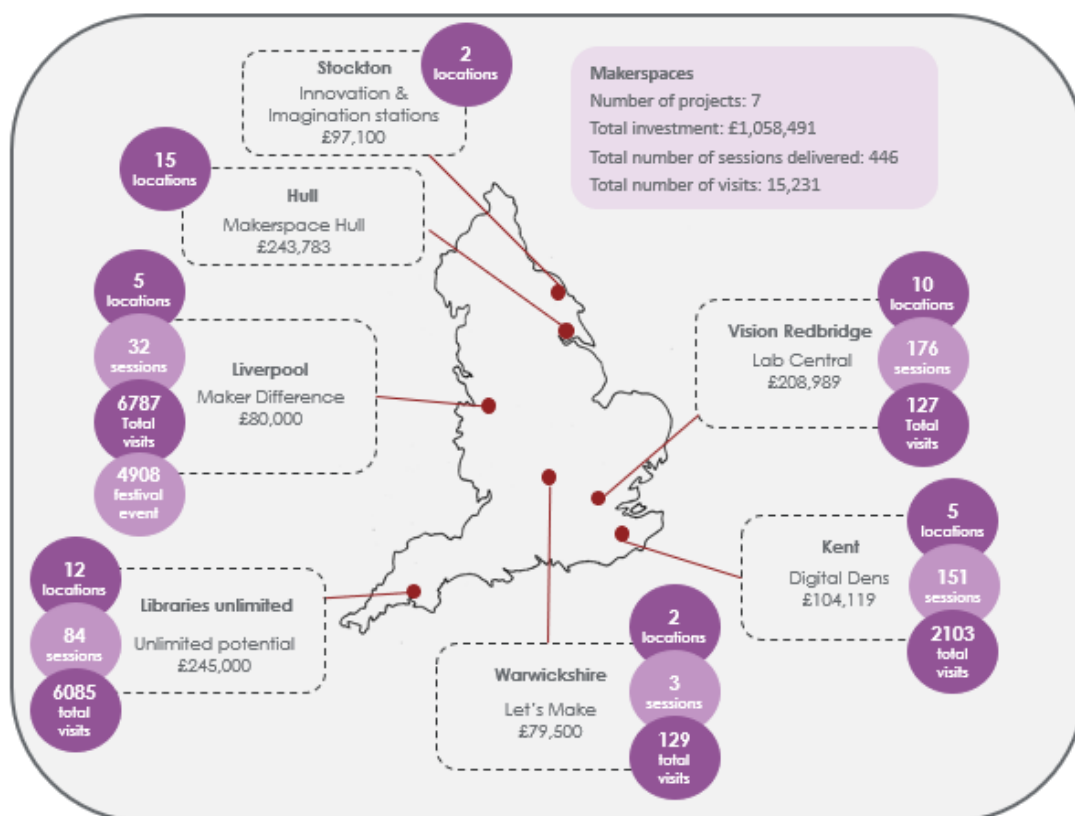 Stockton
Innovation &
Imagination stations
£97,100
2
locations
Makerspaces
Number of projects: 7
Total investment: £1,058,491
Total number of sessions delivered: 446
Total number of visits: 15,231
15
locations
Hull
Makerspace Hull
£243,783
5
locations
32
sessions
6787
Total
visits
4908
festival
event
Liverpool
Maker Difference
£80,000
Vision Redbridge
Lab Central
£208,989
10
locations
176
sessions
127
Total
visits
12
locations
84
sessions
6085
total
visits
Libraries unlimited
Unlimited potential
£245,000
Warwickshire
Let's Make
£79,500
2
locations
3
sessions
129
total
visits
Kent
Digital Dens
£104,119
5
locations
151
sessions
2103
total
visits